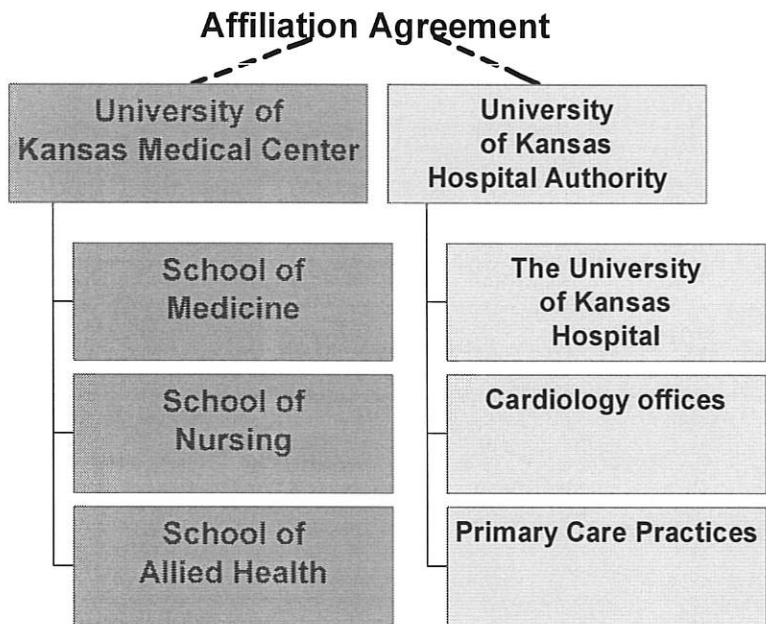 Affiliation Agreement
University of
Kansas Medical Center
University
of Kansas
Hospital Authority
School of
Medicine
The University
of Kansas
Hospital
School of
Nursing
Cardiology offices
School of
Allied Health
Primary Care Practices